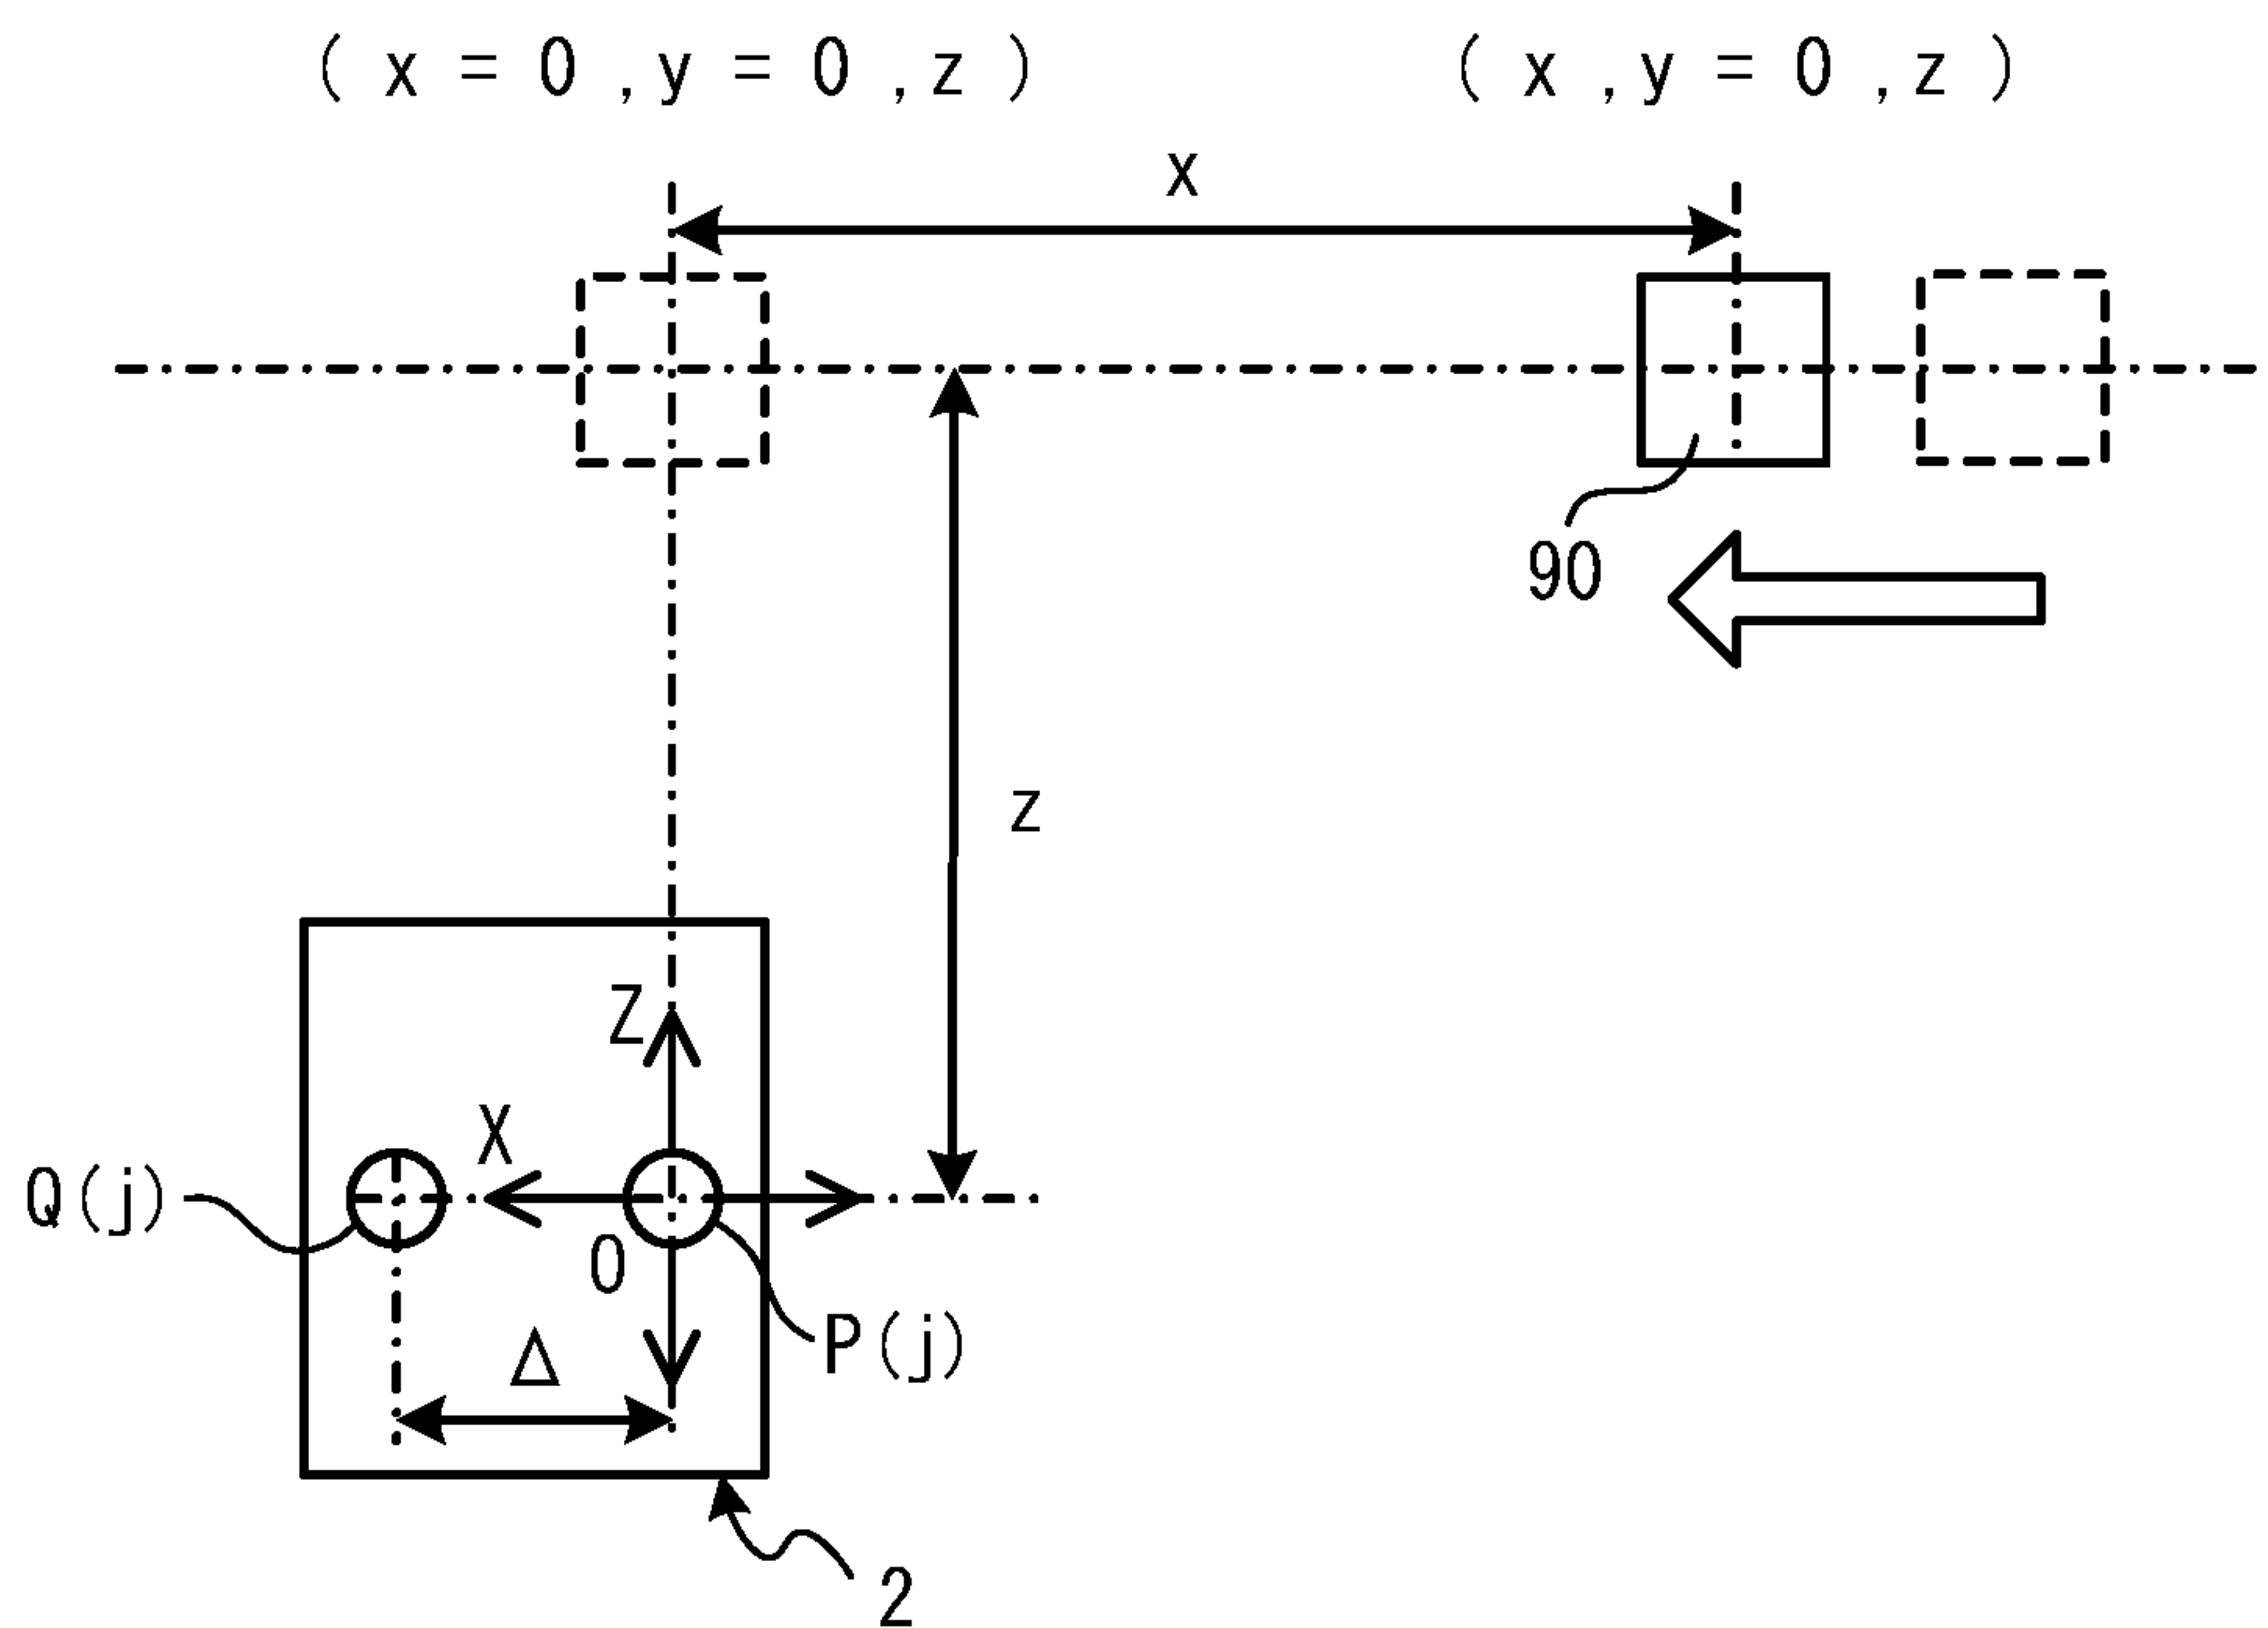 ( x = 0 , y = 0 , z )
( x , y = 0 , z )
x
90
z
Z
X
Q(j)
0
P(j)
Δ
2